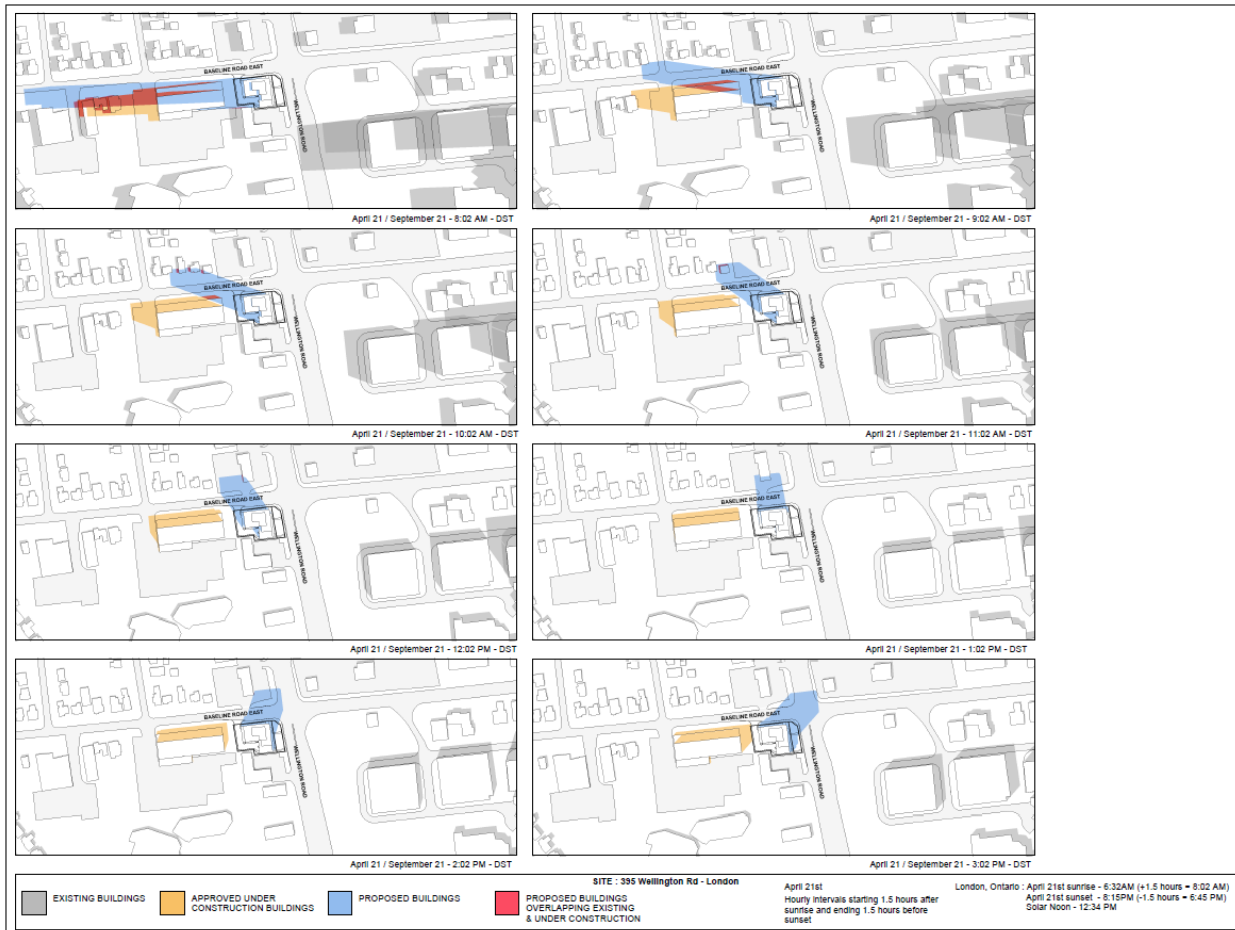 BASELINE ROAD EAST
WELLINGTON ROAD
BASELINE ROAD EAST
WELLINGTON ROAD
April 21 / September 21 - 8:02 AM - DST
April 21 / September 21 - 9:02 AM - DST
BASELINE ROAD EAST
WELLINGTON ROAD
BASELINE ROAD EAST
WELLINGTON ROAD
April 21 / September 21 - 10:02 AM - DST
April 21 / September 21 - 11:02 AM - DST
BASELINE ROAD EAST
WELLINGTON ROAD
BASELINE ROAD EAST
WELLINGTON ROAD
April 21 / September 21 - 12:02 PM - DST
April 21 / September 21 - 1:02 PM - DST
BASELINE ROAD EAST
WELLINGTON ROAD
BASELINE ROAD EAST
WELLINGTON ROAD
April 21 / September 21 - 2:02 PM - DST
April 21 / September 21 - 3:02 PM - DST
EXISTING BUILDINGS
APPROVED UNDER
CONSTRUCTION BUILDINGS
PROPOSED BUILDINGS
PROPOSED BUILDINGS
OVERLAPPING EXISTING
& UNDER CONSTRUCTION
SITE : 395 Wellington Rd - London
April 21st
Hourly intervals starting 1.5 hours after
sunrise and ending 1.5 hours before
sunset
London, Ontario : April 21st sunrise - 6:32AM (+1.5 hours = 8:02 AM)
April 21st sunset - 8:15PM (-1.5 hours = 6:45 PM)
Solar Noon - 12:34 PM